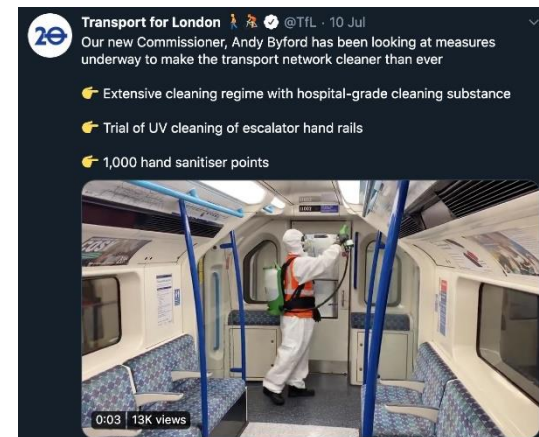 20
Transport for London @TfL · 10 Jul
Our new Commissioner, Andy Byford has been looking at measures
underway to make the transport network cleaner than ever
👉 Extensive cleaning regime with hospital-grade cleaning substance
👉 Trial of UV cleaning of escalator hand rails
👉 1,000 hand sanitiser points
0:03 13K views